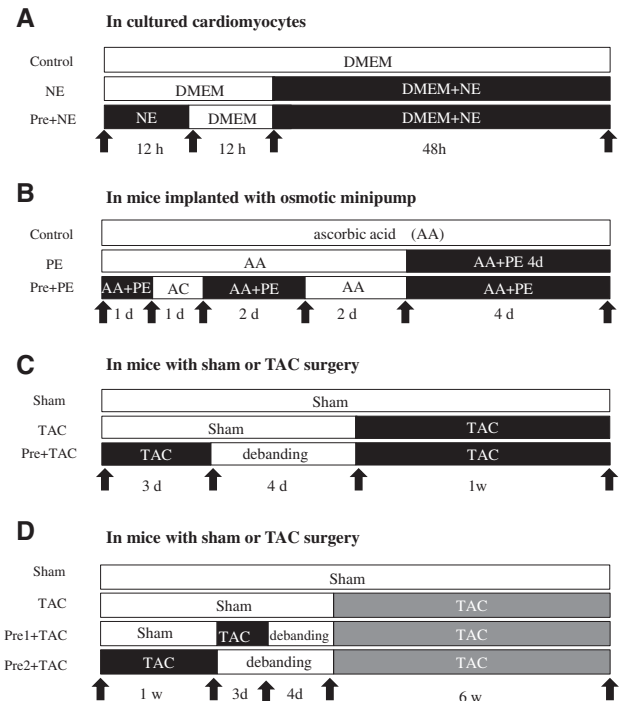 A In cultured cardiomyocytes
Control DMEM
NE DMEM DMEM+NE
Pre+NE NE DMEM DMEM+NE
12 h 12 h 48h
B In mice implanted with osmotic minipump
Control ascorbic acid (AA)
PE AA AA+PE 4d
Pre+PE AA+PE AC AA+PE AA AA+PE
1 d 1 d 2 d 2 d 4 d
C In mice with sham or TAC surgery
Sham Sham
TAC Sham TAC
Pre+TAC TAC debanding TAC
3 d 4 d 1w
D In mice with sham or TAC surgery
Sham Sham
TAC Sham TAC
Pre1+TAC Sham TAC debanding TAC
Pre2+TAC TAC debanding TAC
1 w 3d 4d 6 w